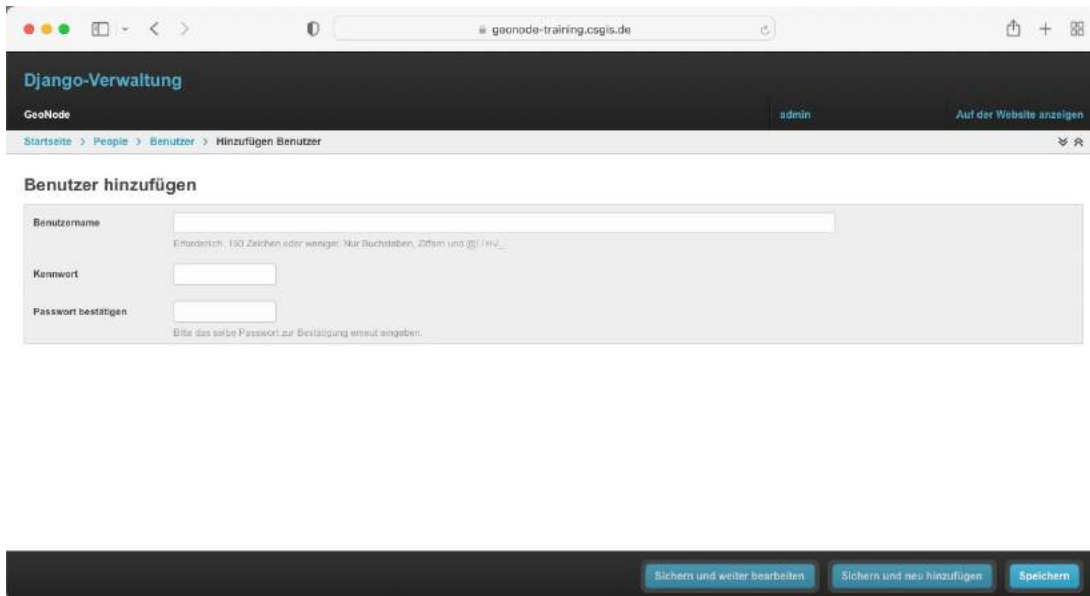 geonode-training.csgis.de
Django-Verwaltung
GeoNode admin Auf der Website anzeigen
Startseite > People > Benutzer > Hinzufügen Benutzer
Benutzer hinzufügen
Benutzername
Erforderlich. 150 Zeichen oder weniger. Nur Buchstaben, Ziffern und
Kennwort
Passwort bestätigen
Bitte das selbe Passwort zur Bestätigung erneut eingeben.
Sichern und weiter bearbeiten Sichern und neu hinzufügen Speichern